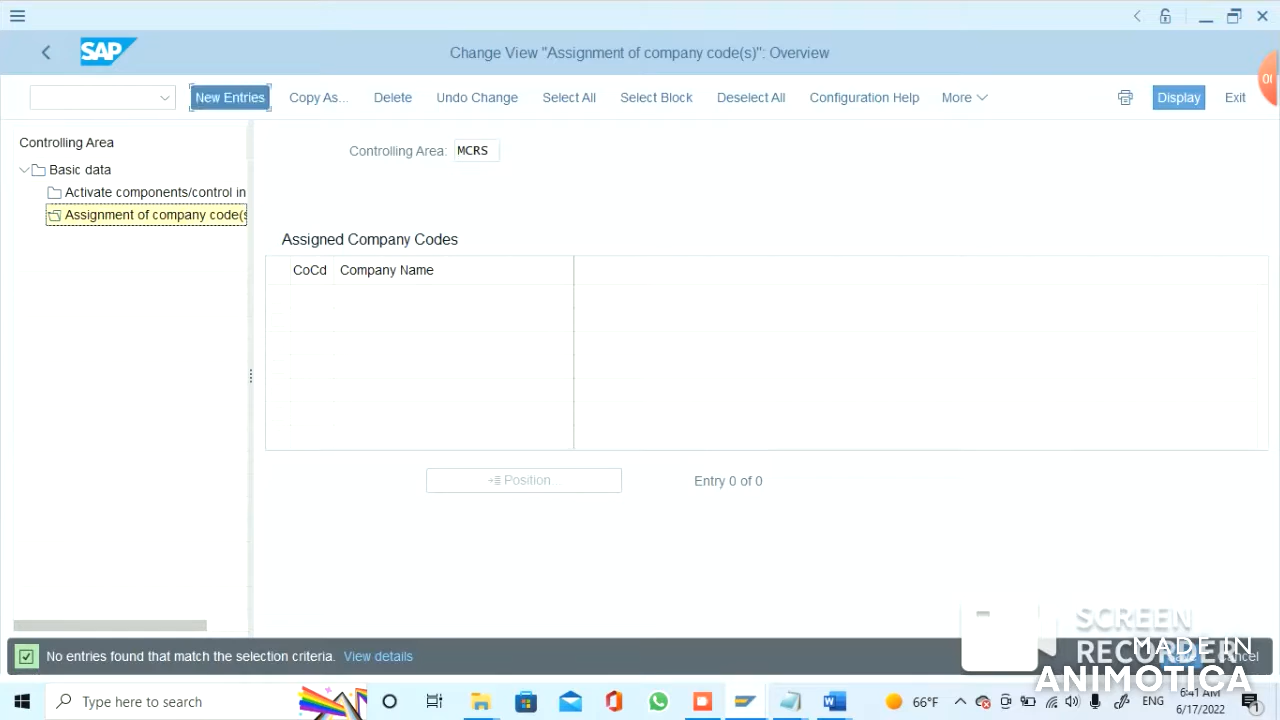 SAP
Change View "Assignment of company code(s)": Overview
New Entries
Copy As...
Delete
Undo Change
Select All
Select Block
Deselect All
Configuration Help
More
Display
Exit
Controlling Area
Basic data
Activate components/control in
Assignment of company code(s
Controlling Area: MCRS
Assigned Company Codes
CoCd Company Name
Position
Entry 0 of 0
No entries found that match the selection criteria. View details
SCREEN
RECORDER
MADE IN
ANIMOTICA
Type here to search
66°F
ENG
6:41 AM
6/17/2022
1